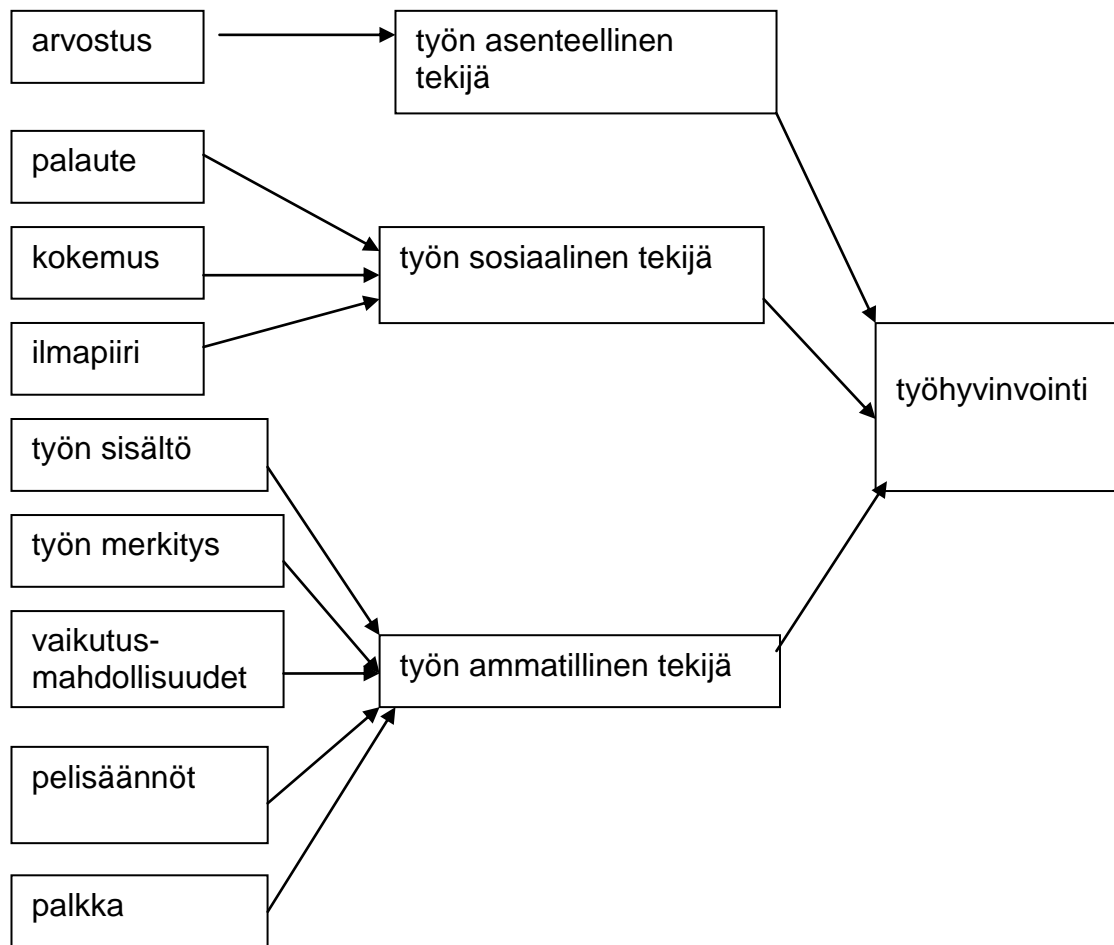 arvostus
työn asenteellinen
tekijä
palaute
kokemus
työn sosiaalinen tekijä
ilmapiiri
työhyvinvointi
työn sisältö
työn merkitys
vaikutus-
mahdollisuudet
työn ammatillinen tekijä
pelisäännöt
palkka